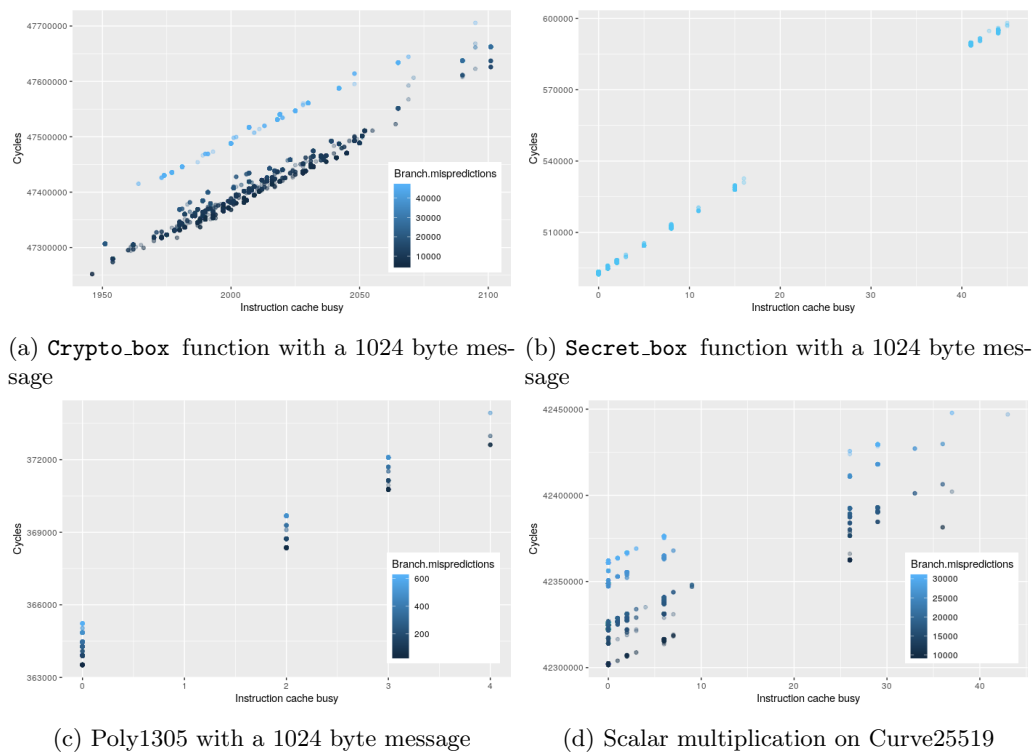 47700000
47600000
47500000
47400000
47300000
Cycles
1950
2000
2050
2100
Instruction cache busy
Branch.mispredictions
40000
30000
20000
10000
600000
570000
540000
510000
Cycles
0
10
20
30
40
Instruction cache busy
(a) Crypto_box function with a 1024 byte mes-
sage
(b) Secret_box function with a 1024 byte mes-
sage
372000
369000
366000
363000
Cycles
0
1
2
3
4
Instruction cache busy
Branch.mispredictions
600
400
200
42450000
42400000
42350000
42300000
Cycles
0
10
20
30
40
Instruction cache busy
Branch.mispredictions
30000
25000
20000
15000
10000
(c) Poly1305 with a 1024 byte message
(d) Scalar multiplication on Curve25519